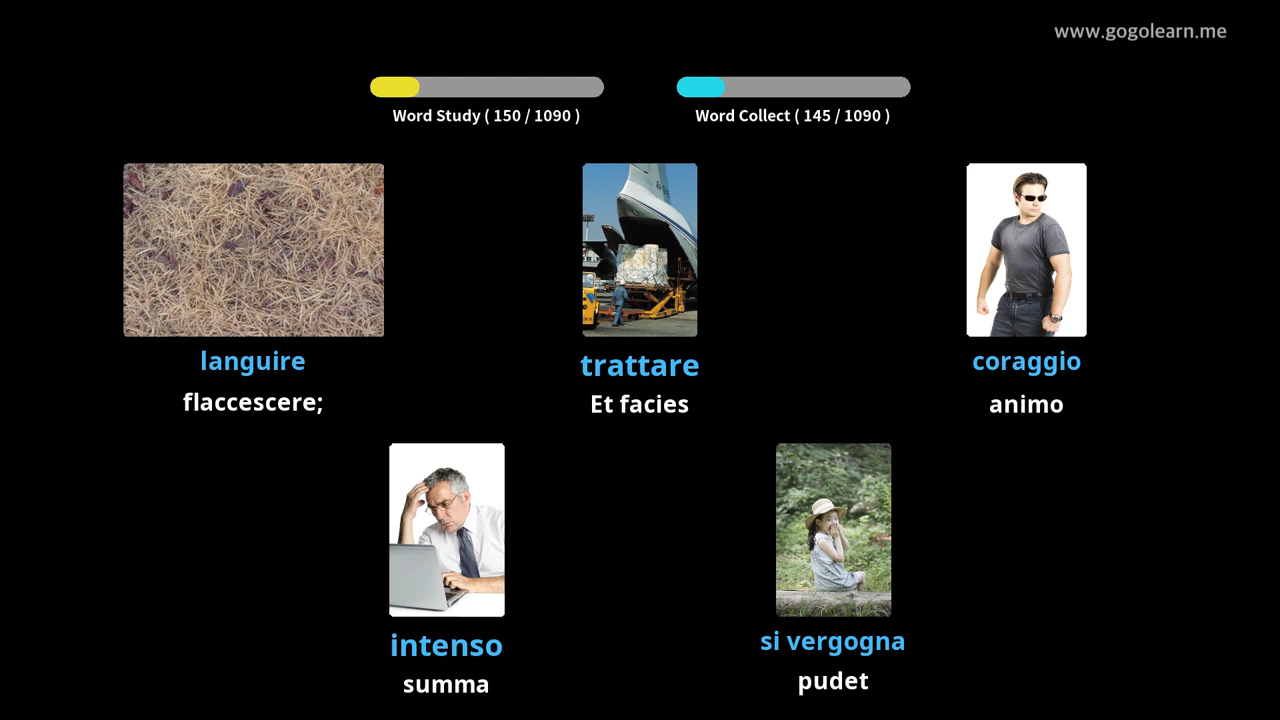 www.gogolearn.me
Word Study ( 150 / 1090 )
Word Collect ( 145 / 1090 )
languire
flaccescere;
trattare
Et facies
coraggio
animo
intenso
summa
si vergogna
pudet